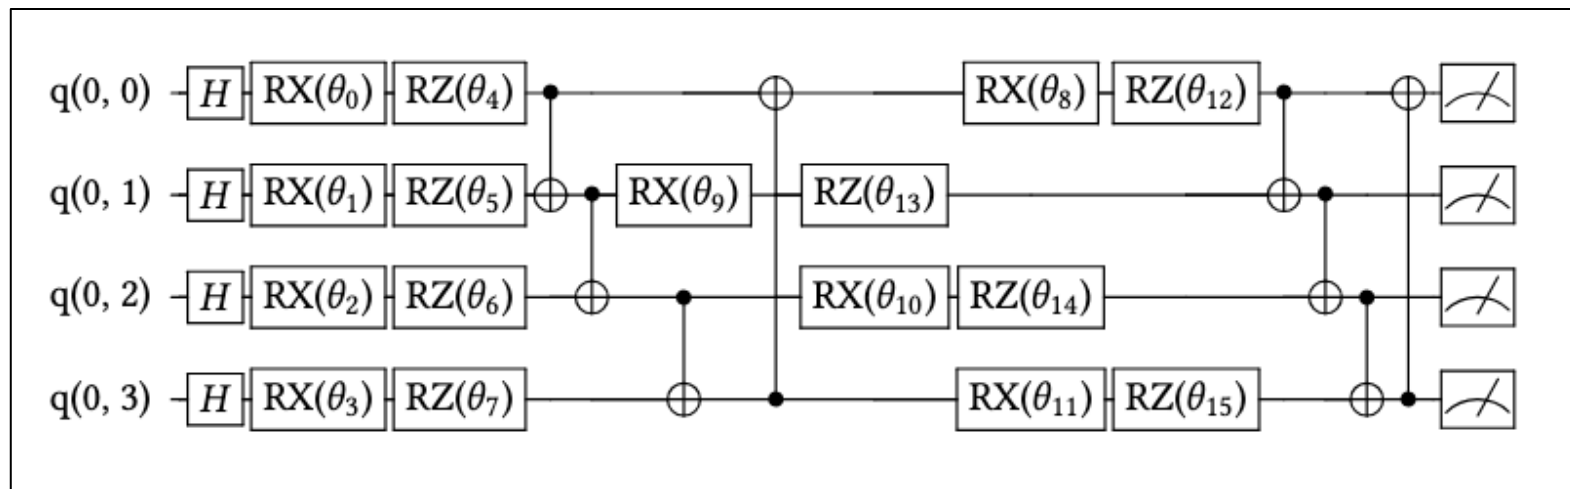 q(0, 0) H RX(θ₀) RZ(θ₄) RX(θ₈) RZ(θ₁₂)
q(0, 1) H RX(θ₁) RZ(θ₅) RX(θ₉) RZ(θ₁₃)
q(0, 2) H RX(θ₂) RZ(θ₆) RX(θ₁₀) RZ(θ₁₄)
q(0, 3) H RX(θ₃) RZ(θ₇) RX(θ₁₁) RZ(θ₁₅)